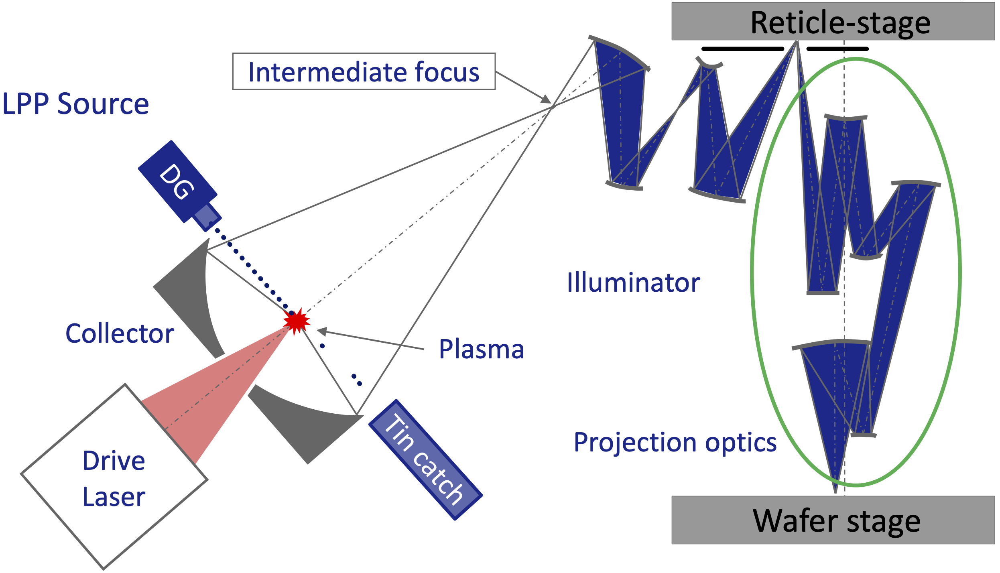 Reticle-stage
Intermediate focus
LPP Source
DG
Illuminator
Collector
Plasma
Projection optics
Drive
Laser
Tin catch
Wafer stage